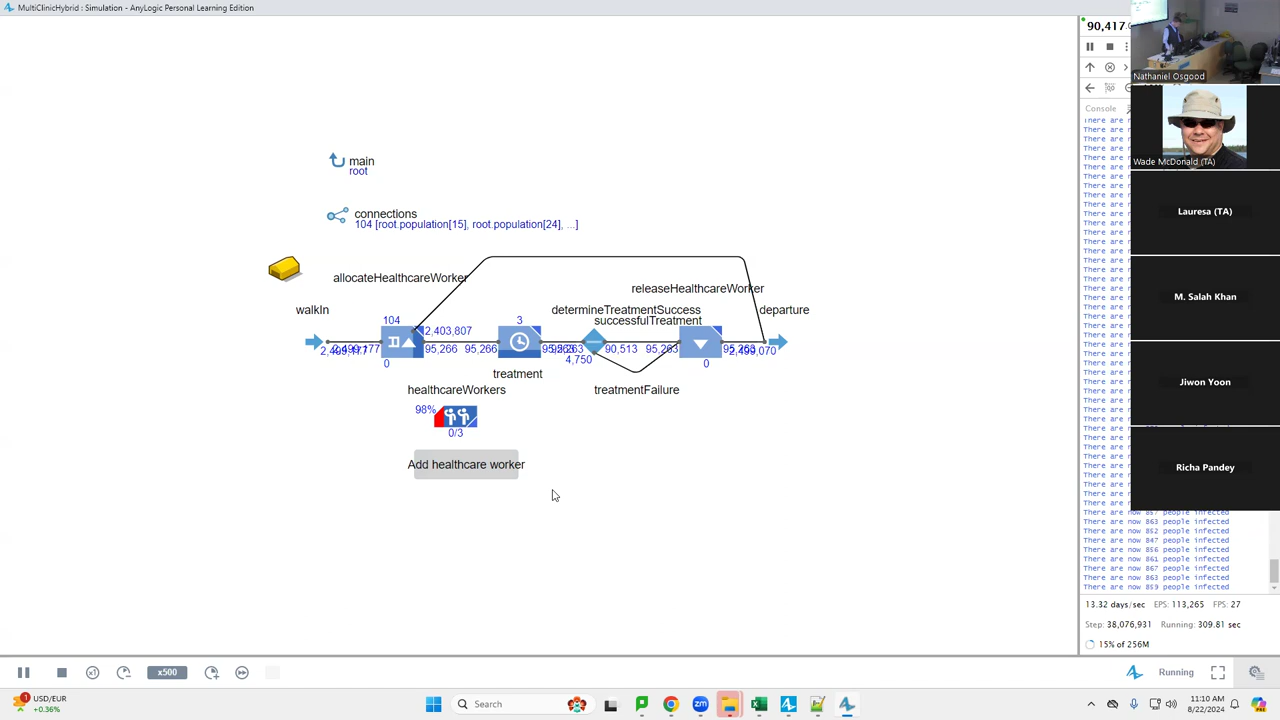 MultiClinicHybrid : Simulation - AnyLogic Personal Learning Edition
90,417.
Nathaniel Osgood
Wade McDonald (TA)
Lauresa (TA)
M. Salah Khan
Jiwon Yoon
Richa Pandey
main
root
connections
104 [root.population[15], root.population[24], ...]
allocateHealthcareWorker
releaseHealthcareWorker
walkIn
determineTreatmentSuccess
departure
successfulTreatment
104
3
2,403,807
95,266
95,266
90,513
95,263
4,750
0
0
treatment
healthcareWorkers
treatmentFailure
98%
0/3
Add healthcare worker
Console
There are now 857 people infected
There are now 863 people infected
There are now 852 people infected
There are now 847 people infected
There are now 856 people infected
There are now 861 people infected
There are now 867 people infected
There are now 863 people infected
There are now 859 people infected
13.32 days/sec EPS: 113,265 FPS: 27
Step: 38,076,931 Running: 309.81 sec
15% of 256M
x500
Running
USD/EUR
+0.36%
Search
11:10 AM
8/22/2024